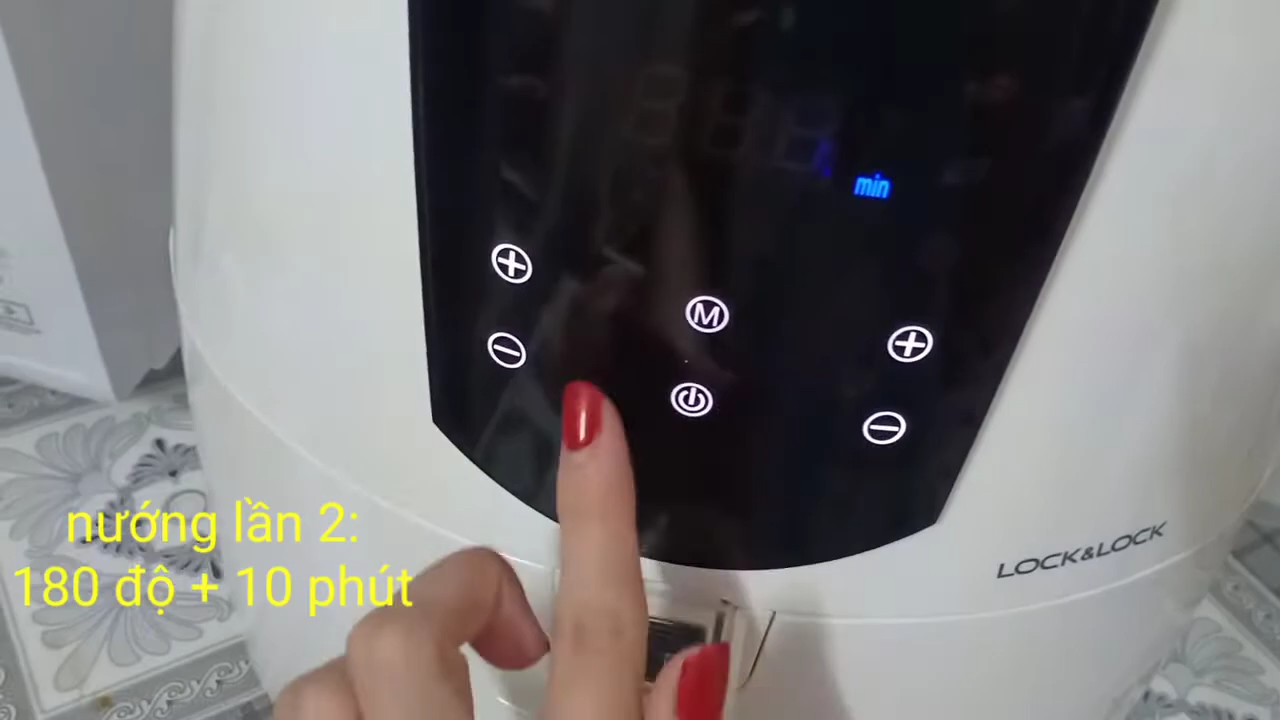 min
M
LOCK&LOCK
nướng lần 2:
180 độ + 10 phút